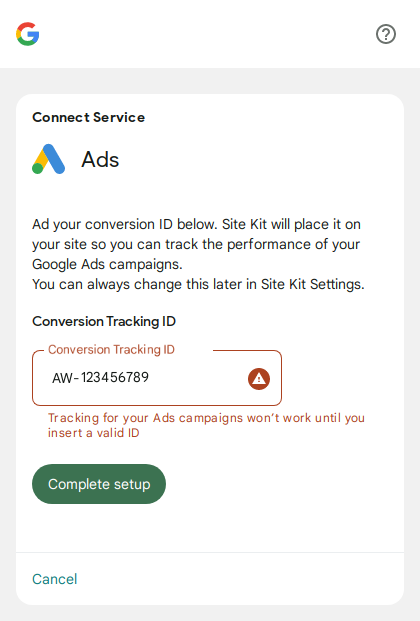 Connect Service
Ads
Ad your conversion ID below. Site Kit will place it on
your site so you can track the performance of your
Google Ads campaigns.
You can always change this later in Site Kit Settings.
Conversion Tracking ID
Conversion Tracking ID
AW-123456789
Tracking for your Ads campaigns won't work until you
insert a valid ID
Complete setup
Cancel